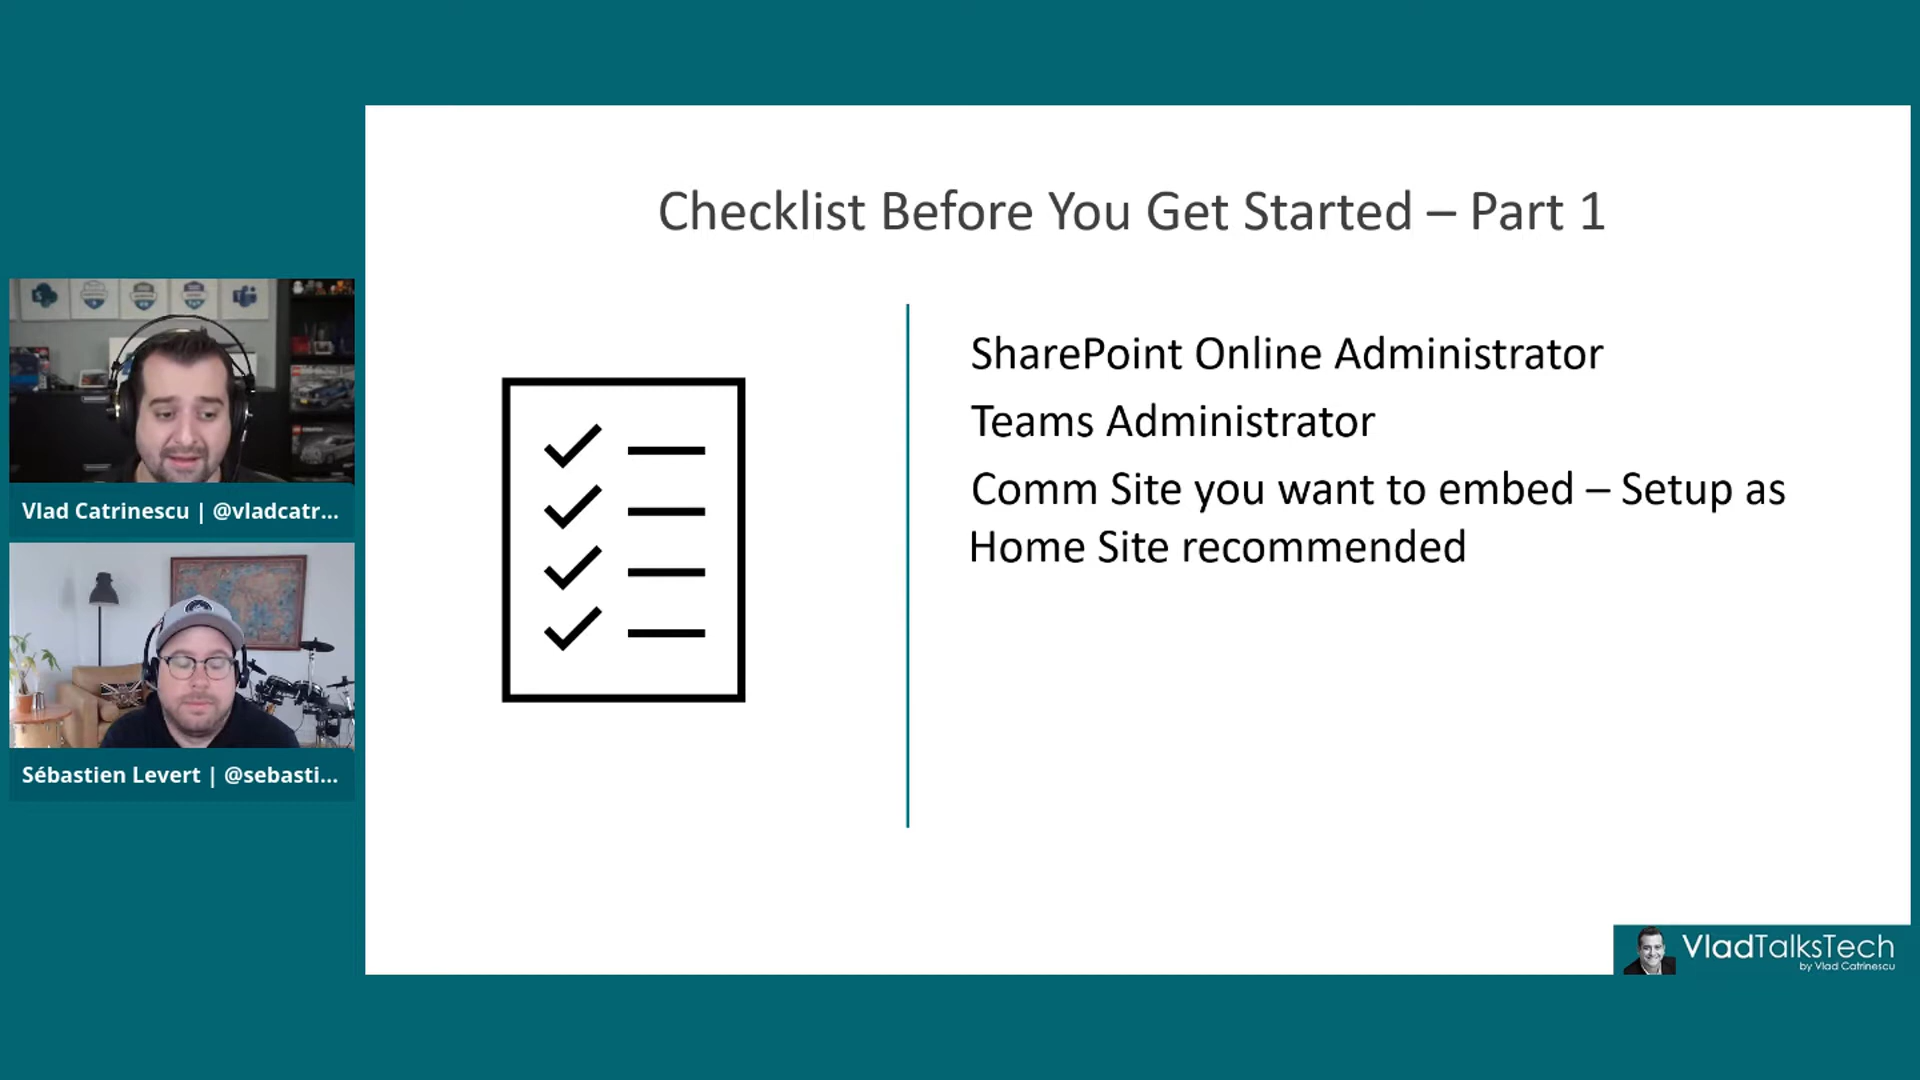 Checklist Before You Get Started – Part 1
SharePoint Online Administrator
Teams Administrator
Comm Site you want to embed – Setup as
Home Site recommended
Vlad Catrinescu | @vladcatr...
Sébastien Levert | @sebasti...
VladTalksTech
by Vlad Catrinescu